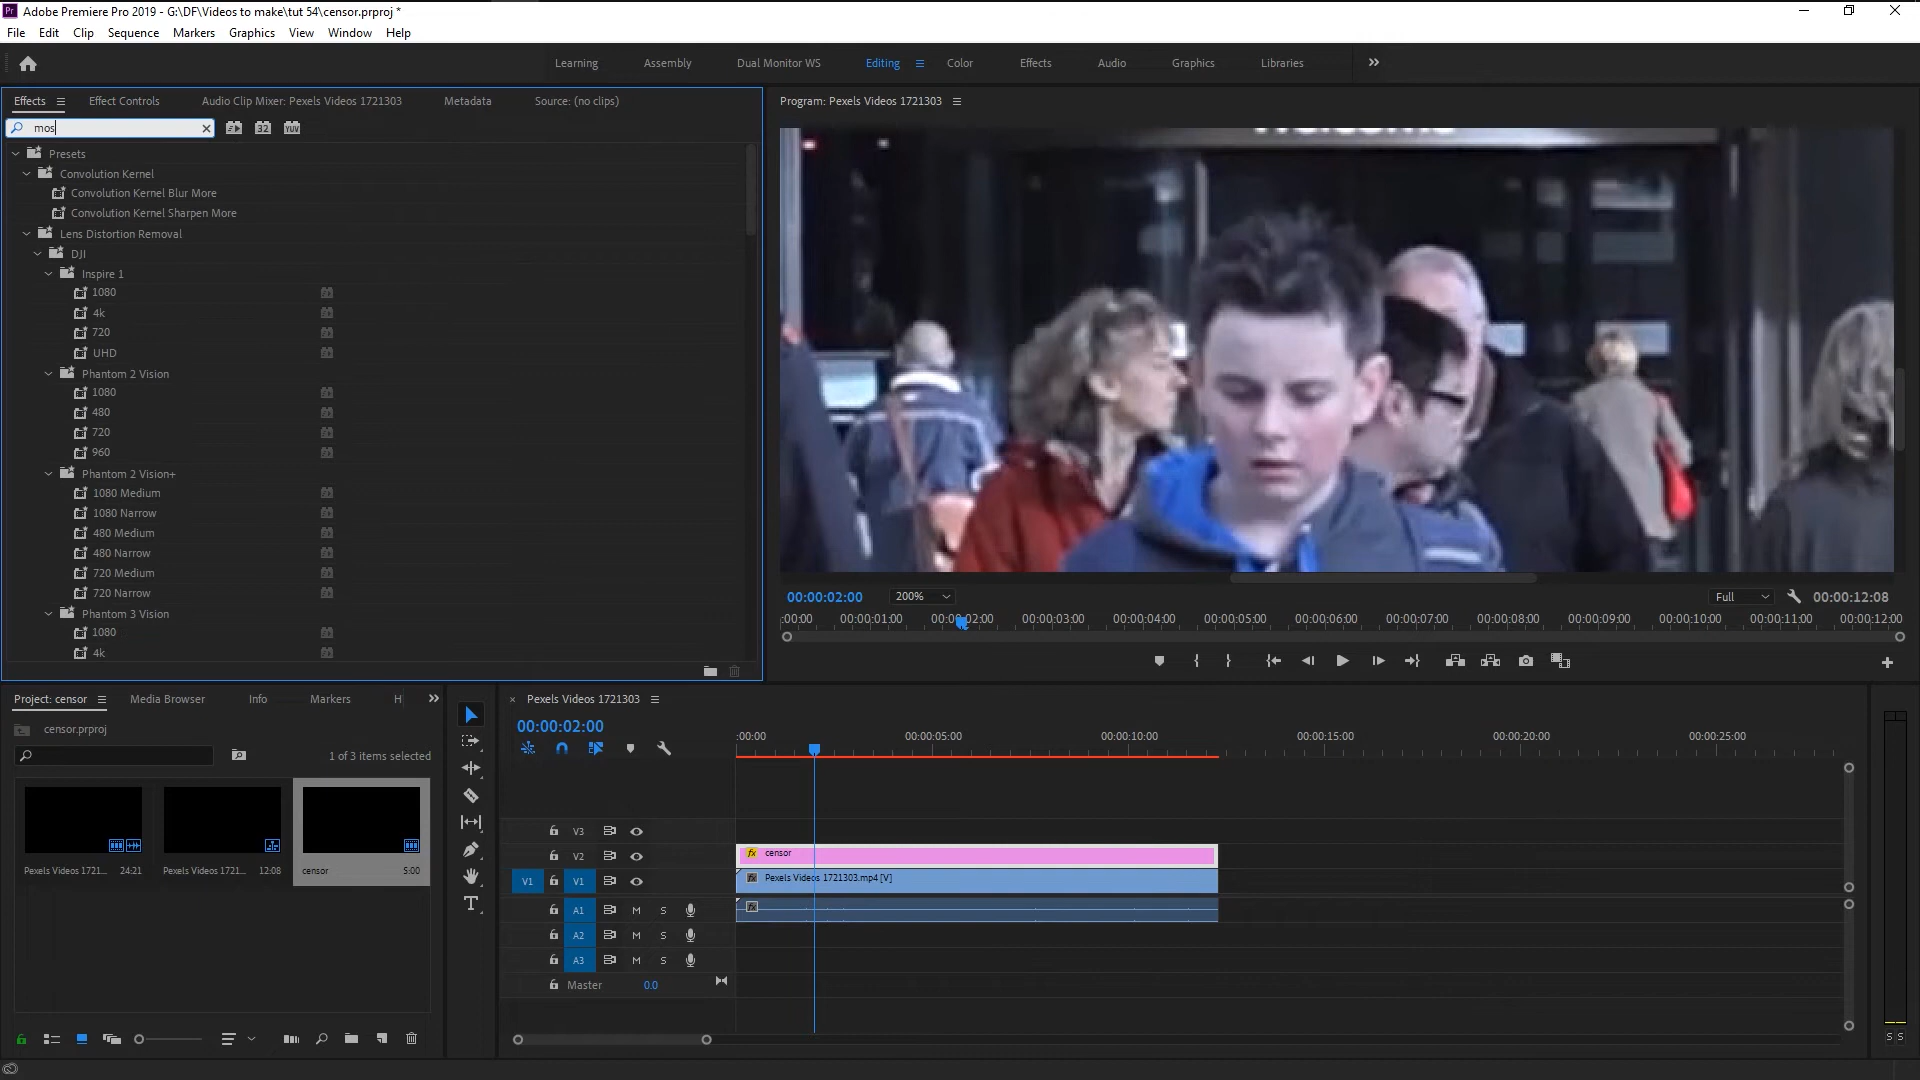 Adobe Premiere Pro 2019 - G:\DF\Videos to make\tut 54\censor.prproj *
File Edit Clip Sequence Markers Graphics View Window Help
Learning Assembly Dual Monitor WS Editing Color Effects Audio Graphics Libraries
Effects Effect Controls Audio Clip Mixer: Pexels Videos 1721303 Metadata Source: (no clips)
mos
32 YUV
Presets
Convolution Kernel
Convolution Kernel Blur More
Convolution Kernel Sharpen More
Lens Distortion Removal
DJI
Inspire 1
1080
4k
720
UHD
Phantom 2 Vision
1080
480
720
960
Phantom 2 Vision+
1080 Medium
1080 Narrow
480 Medium
480 Narrow
720 Medium
720 Narrow
Phantom 3 Vision
1080
4k
Program: Pexels Videos 1721303
Welcome
00:00:02:00 200% Full 00:00:12:08
:00:00 00:00:01:00 00:00:02:00 00:00:03:00 00:00:04:00 00:00:05:00 00:00:06:00 00:00:07:00 00:00:08:00 00:00:09:00 00:00:10:00 00:00:11:00 00:00:12:00
Project: censor Media Browser Info Markers H
censor.prproj
1 of 3 items selected
Pexels Videos 1721... 24:21 Pexels Videos 1721... 12:08 censor 5:00
Pexels Videos 1721303
00:00:02:00
:00:00 00:00:05:00 00:00:10:00 00:00:15:00 00:00:20:00 00:00:25:00
V3
V2
fx censor
V1 V1
fx Pexels Videos 1721303.mp4 [V]
A1 M S
A2 M S
A3 M S
Master 0.0
S S